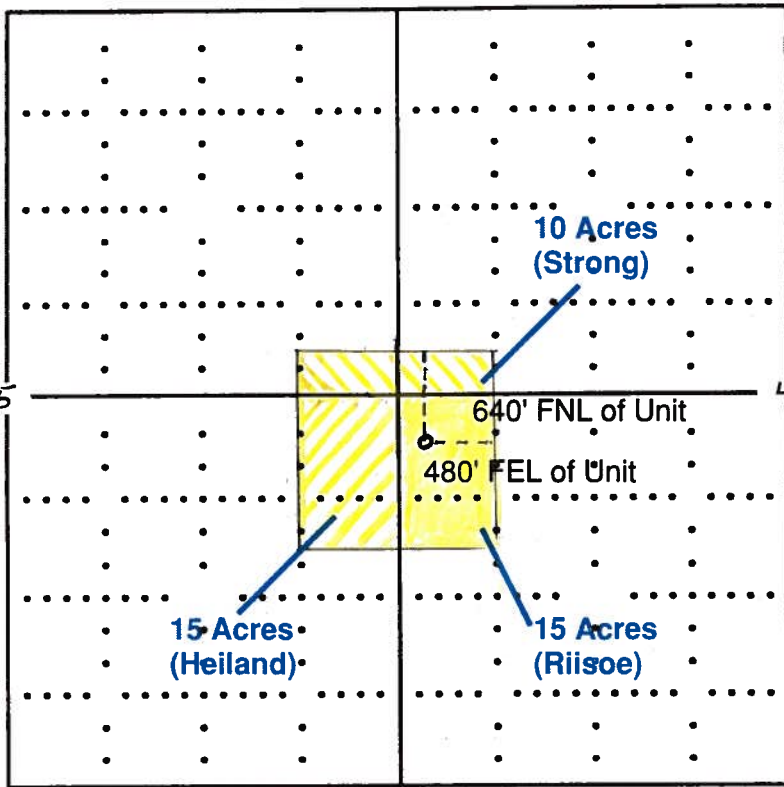 10 Acres
(Strong)
640' FNL of Unit
480' FEL of Unit
15 Acres
(Heiland)
15 Acres
(Riisoe)